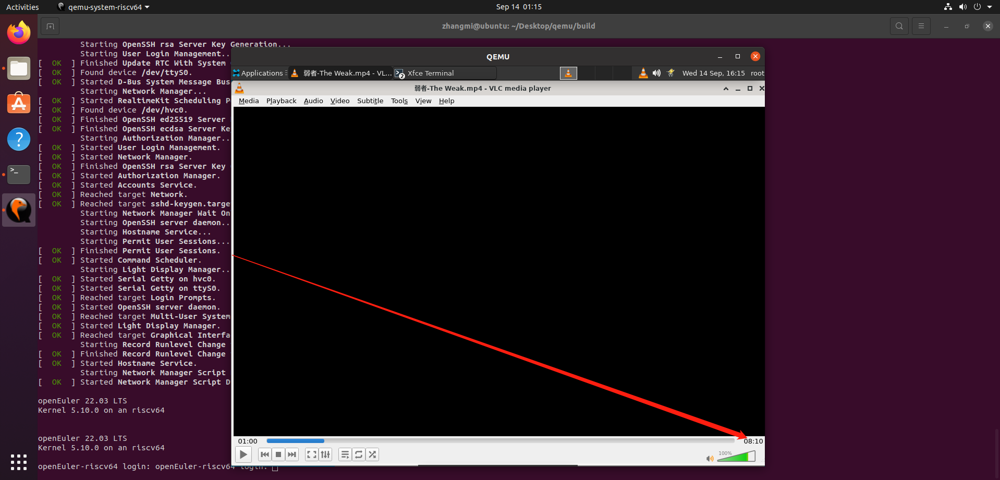 Activities
qemu-system-riscv64
Sep 14 01:15
zhangmi@ubuntu: ~/Desktop/qemu/build
Starting OpenSSH rsa Server Key Generation...
Starting User Login Management..
[ OK ] Finished Update RTC With System
[ OK ] Found device /dev/ttyS0.
[ OK ] Started D-Bus System Message Bus
Starting Network Manager...
[ OK ] Started RealtimeKit Scheduling P
[ OK ] Found device /dev/hvc0.
[ OK ] Finished OpenSSH ed25519 Server
[ OK ] Finished OpenSSH ecdsa Server Ke
Starting Authorization Manager..
[ OK ] Started User Login Management.
[ OK ] Started Network Manager.
[ OK ] Finished OpenSSH rsa Server Key
[ OK ] Started Authorization Manager.
[ OK ] Started Accounts Service.
[ OK ] Reached target Network.
[ OK ] Reached target sshd-keygen.targe
Starting Network Manager Wait On
Starting OpenSSH server daemon..
Starting Hostname Service...
Starting Permit User Sessions...
[ OK ] Finished Permit User Sessions.
[ OK ] Started Command Scheduler.
Starting Light Display Manager..
[ OK ] Started Serial Getty on hvc0.
[ OK ] Started Serial Getty on ttyS0.
[ OK ] Reached target Login Prompts.
[ OK ] Started OpenSSH server daemon.
[ OK ] Reached target Multi-User System
[ OK ] Started Light Display Manager.
[ OK ] Reached target Graphical Interfa
Starting Record Runlevel Change
[ OK ] Finished Record Runlevel Change
[ OK ] Started Hostname Service.
Starting Network Manager Script
[ OK ] Started Network Manager Script D
openEuler 22.03 LTS
Kernel 5.10.0 on an riscv64
openEuler 22.03 LTS
Kernel 5.10.0 on an riscv64
openEuler-riscv64 login: openEuler-riscv64 login:
QEMU
Applications
弱者-The Weak.mp4 - VL...
2
Xfce Terminal
Wed 14 Sep, 16:15
root
弱者-The Weak.mp4 - VLC media player
Media Playback Audio Video Subtitle Tools View Help
01:00
08:10
100%